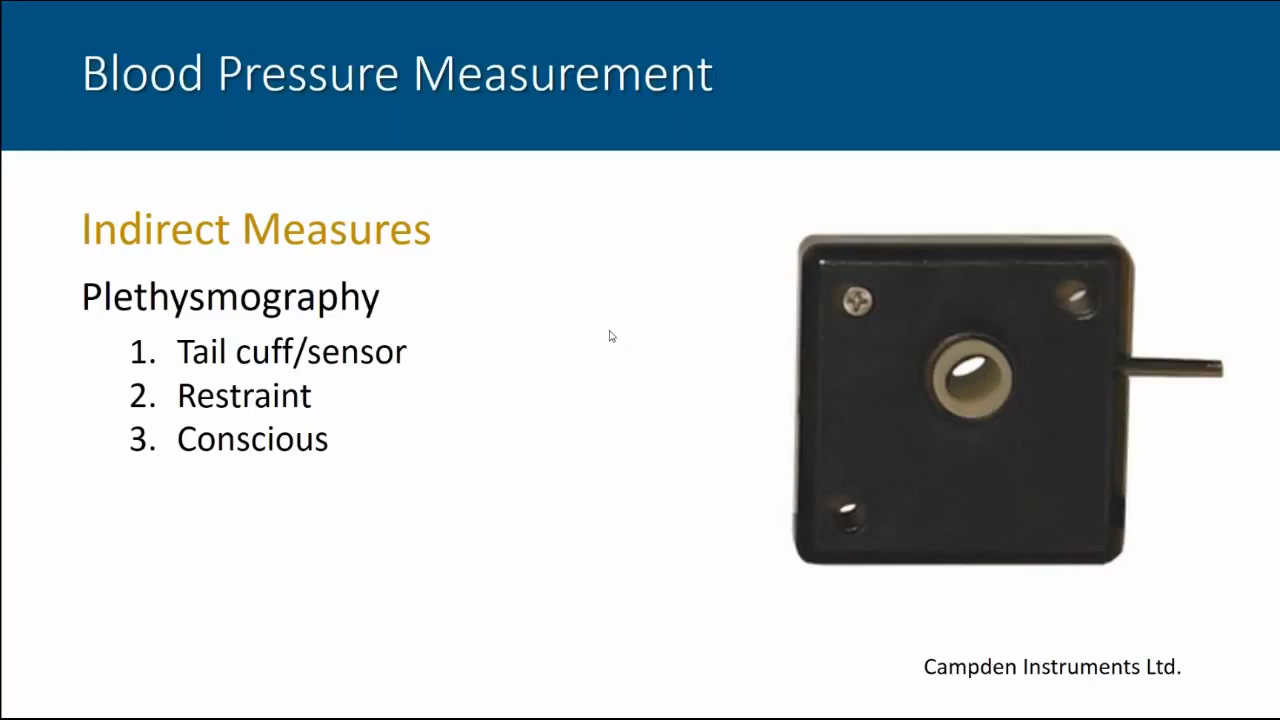 Blood Pressure Measurement
Indirect Measures
Plethysmography
1. Tail cuff/sensor
2. Restraint
3. Conscious
Campden Instruments Ltd.